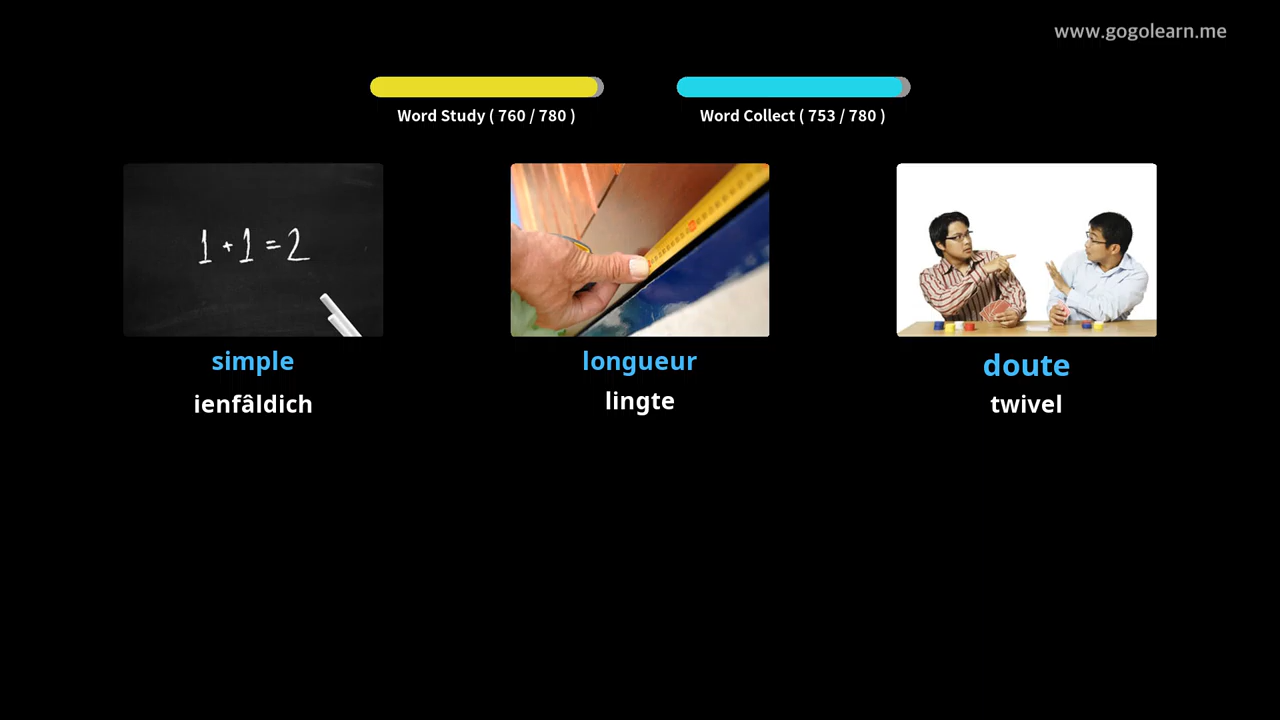 www.gogolearn.me
Word Study ( 760 / 780 )
Word Collect ( 753 / 780 )
1 + 1 = 2
simple
longueur
doute
ienfâldich
lingte
twivel